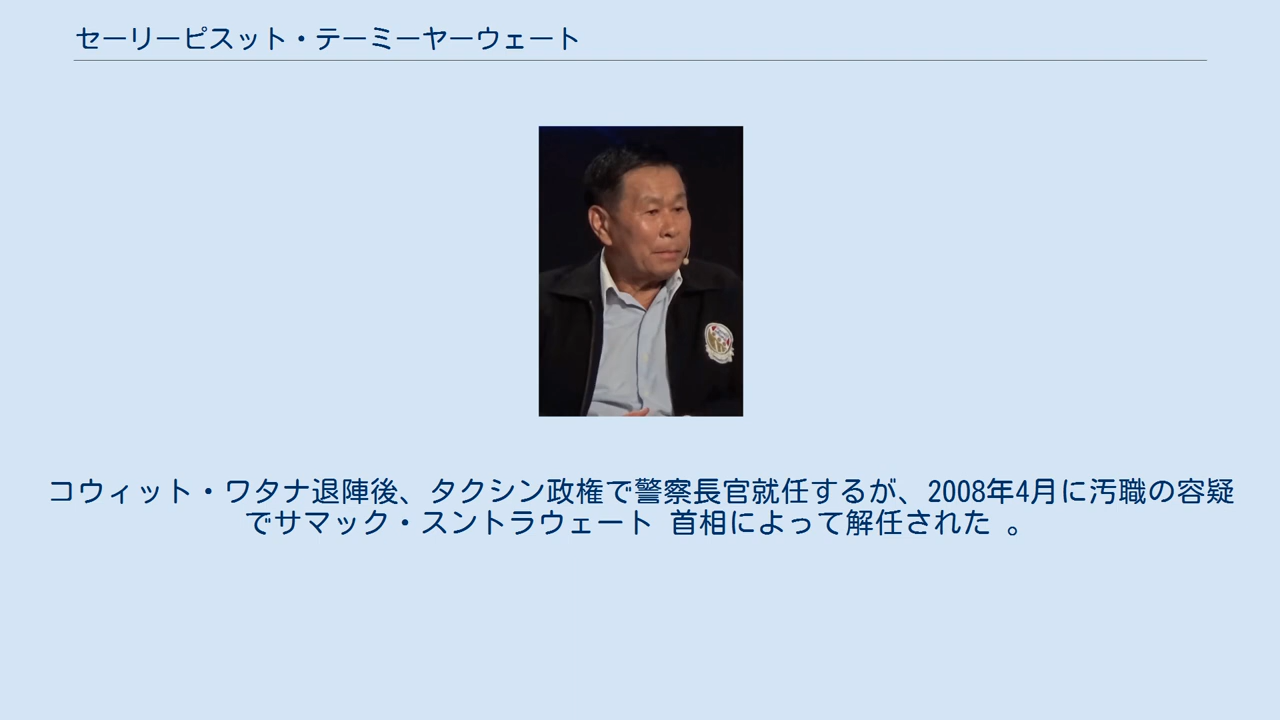 セーリーピスット・テーミーヤーウェート
コウィット・ワタナ退陣後、タクシン政権で警察長官就任するが、2008年4月に汚職の容疑
でサマック・スントラウェート 首相によって解任された 。